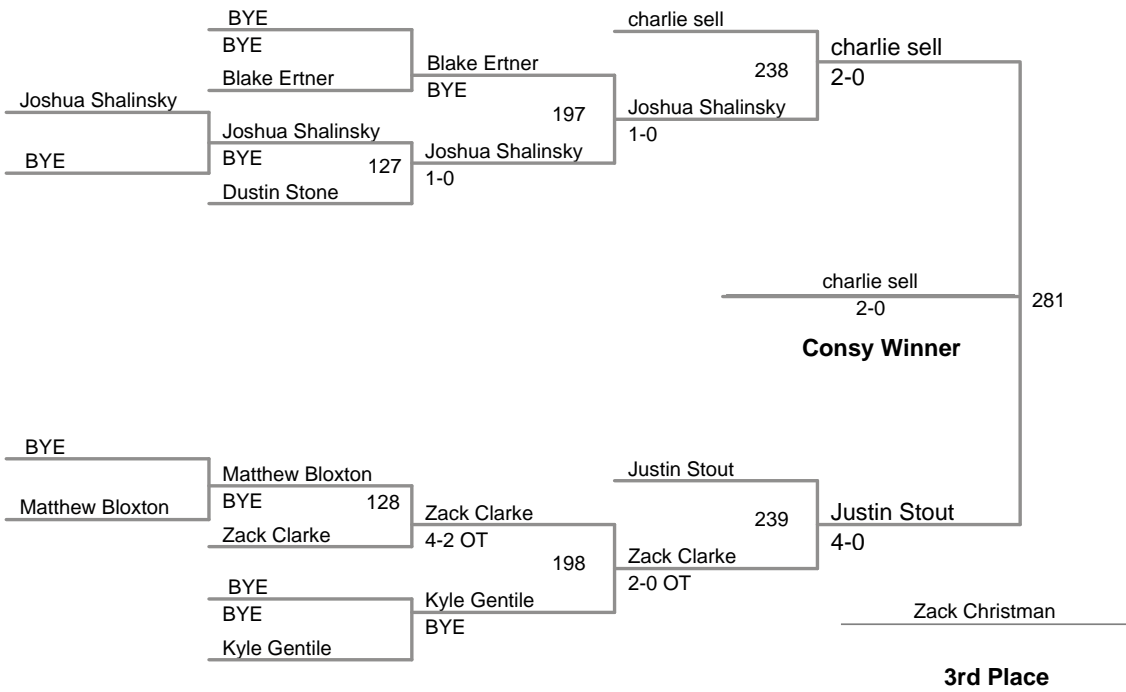 BYE
BYE
Blake Ertner
Joshua Shalinsky
BYE
Joshua Shalinsky
BYE
127
Dustin Stone
Blake Ertner
BYE
197
Joshua Shalinsky
1-0
charlie sell
238
Joshua Shalinsky
1-0
charlie sell
2-0
charlie sell
2-0
281
Consy Winner
BYE
Matthew Bloxton
Matthew Bloxton
BYE
128
Zack Clarke
BYE
BYE
Kyle Gentile
Zack Clarke
4-2 OT
198
Kyle Gentile
BYE
Justin Stout
239
Zack Clarke
2-0 OT
Justin Stout
4-0
Zack Christman
3rd Place